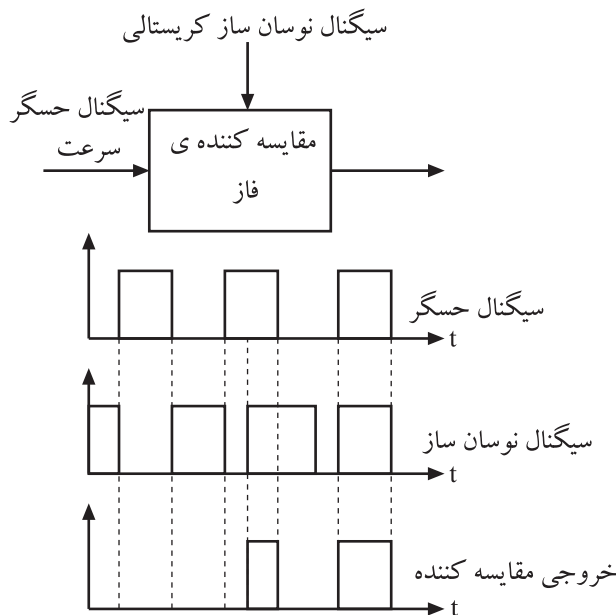 سیگنال نوسان ساز کریستالی
سیگنال حسگر
سرعت
مقایسه کننده ی
فاز
سیگنال حسگر
t
سیگنال نوسان ساز
t
خروجی مقایسه کننده
t